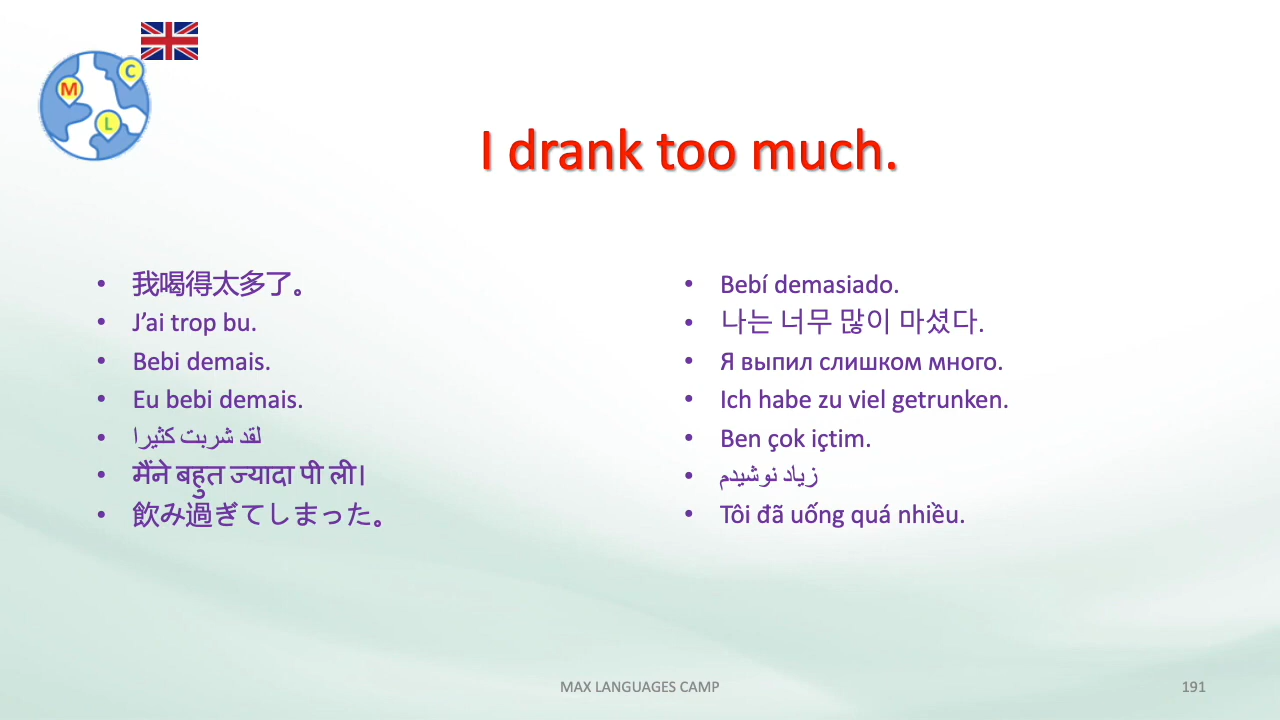 M
C
L
I drank too much.
• 我喝得太多了。
• J’ai trop bu.
• Bebi demais.
• Eu bebi demais.
• لقد شربت كثيرا
• मैंने बहुत ज्यादा पी ली।
• 飲み過ぎてしまった。
• Bebí demasiado.
• 나는 너무 많이 마셨다.
• Я выпил слишком много.
• Ich habe zu viel getrunken.
• Ben çok içtim.
• زیاد نوشیدم
• Tôi đã uống quá nhiều.
MAX LANGUAGES CAMP
191